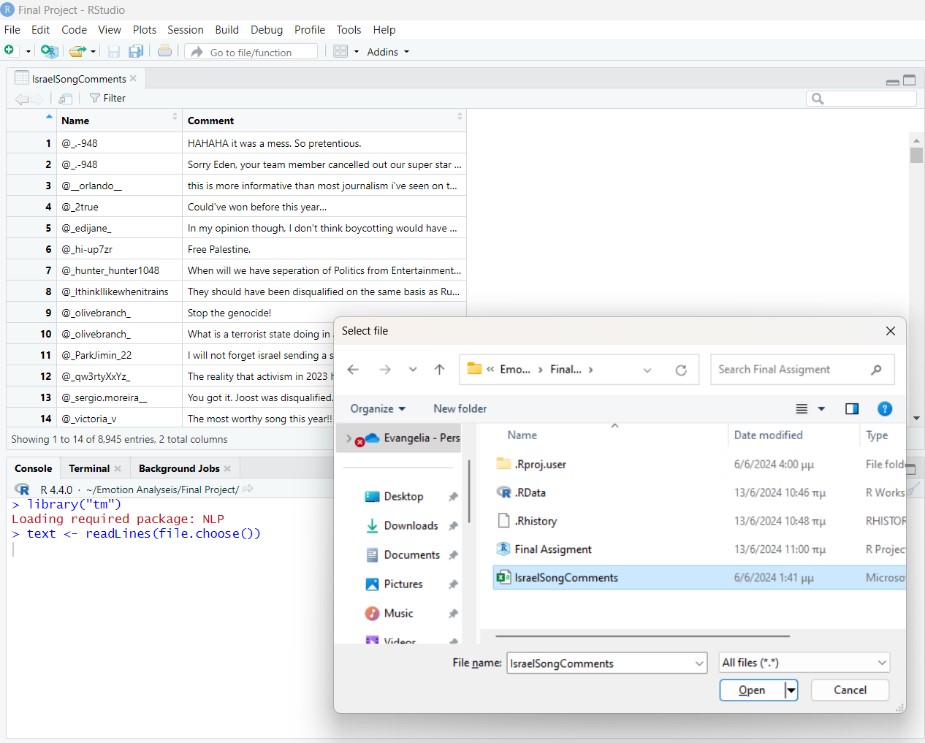 Final Project - RStudio
File Edit Code View Plots Session Build Debug Profile Tools Help
Go to file/function Addins
IsraelSongComments
Filter
Name Comment
1 @_.-948 HAHAHA it was a mess. So pretentious.
2 @_.-948 Sorry Eden, your team member cancelled out our super star ...
3 @__orlando__ this is more informative than most journalism i've seen on t...
4 @_2true Could've won before this year...
5 @_edijane_ In my opinion though, I don't think boycotting would have ...
6 @_hi-up7zr Free Palestine.
7 @_hunter_hunter1048 When will we have seperation of Politics from Entertainment...
8 @_Ithinkllikewhenitrains They should have been disqualified on the same basis as Ru...
9 @_olivebranch_ Stop the genocide!
10 @_olivebranch_ What is a terrorist state doing in
11 @_ParkJimin_22 I will not forget israel sending a s
12 @_qw3rtyXxYz_ The reality that activism in 2023 h
13 @_sergio.moreira__ You got it. Joost was disqualified.
14 @_victoria_v The most worthy song this year!!
Showing 1 to 14 of 8,945 entries, 2 total columns
Console Terminal Background Jobs
R 4.4.0 · ~/Emotion Analyseis/Final Project/
> library("tm")
Loading required package: NLP
> text <- readLines(file.choose())
Select file
« Emo... › Final... ›
Search Final Assigment
Organize New folder
Evangelia - Pers
Desktop
Downloads
Documents
Pictures
Music
Videos
Name Date modified Type
.Rproj.user 6/6/2024 4:00 μμ File fold
.RData 13/6/2024 10:46 πμ R Works
.Rhistory 13/6/2024 10:48 πμ RHISTOR
Final Assigment 13/6/2024 11:00 πμ R Projec
IsraelSongComments 6/6/2024 1:41 μμ Microso
File name: IsraelSongComments All files (*.*)
Open Cancel